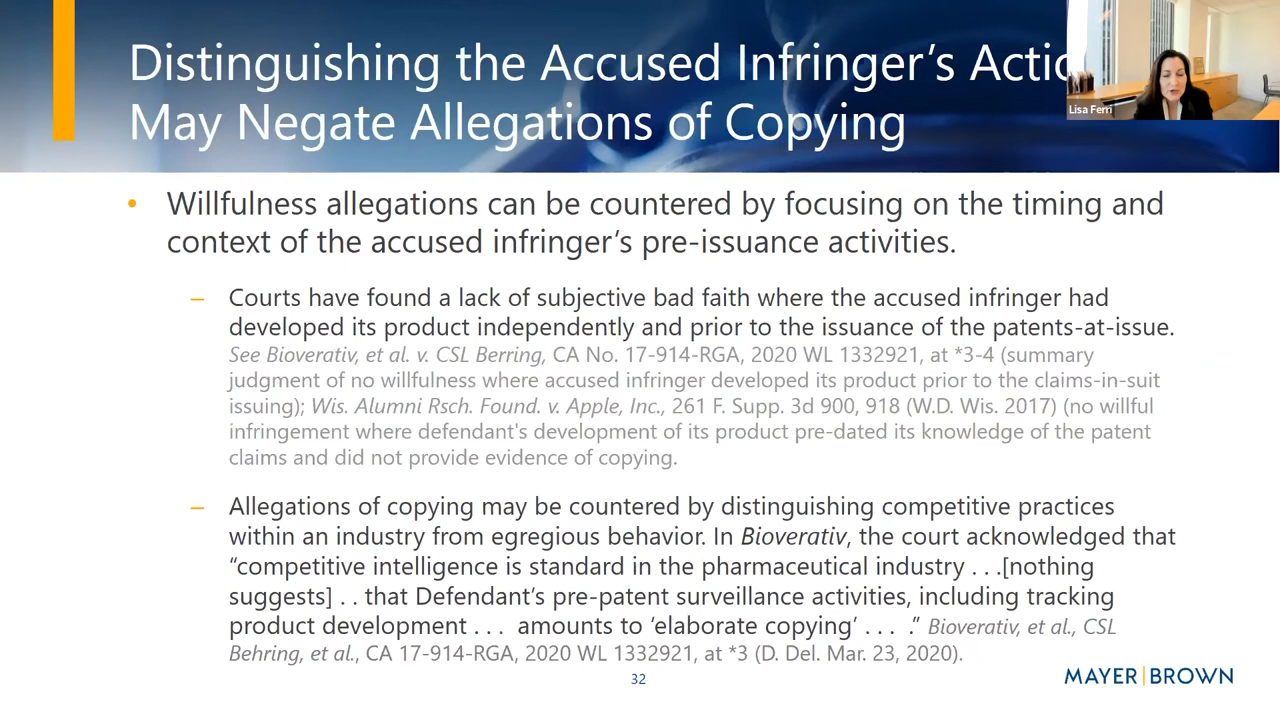 Distinguishing the Accused Infringer's Actic
May Negate Allegations of Copying
Lisa Ferri
• Willfulness allegations can be countered by focusing on the timing and
context of the accused infringer's pre-issuance activities.
– Courts have found a lack of subjective bad faith where the accused infringer had
developed its product independently and prior to the issuance of the patents-at-issue.
See Bioverativ, et al. v. CSL Berring, CA No. 17-914-RGA, 2020 WL 1332921, at *3-4 (summary
judgment of no willfulness where accused infringer developed its product prior to the claims-in-suit
issuing); Wis. Alumni Rsch. Found. v. Apple, Inc., 261 F. Supp. 3d 900, 918 (W.D. Wis. 2017) (no willful
infringement where defendant's development of its product pre-dated its knowledge of the patent
claims and did not provide evidence of copying.
– Allegations of copying may be countered by distinguishing competitive practices
within an industry from egregious behavior. In Bioverativ, the court acknowledged that
“competitive intelligence is standard in the pharmaceutical industry . . .[nothing
suggests] . . that Defendant's pre-patent surveillance activities, including tracking
product development . . . amounts to ‘elaborate copying’ . . . .” Bioverativ, et al., CSL
Behring, et al., CA 17-914-RGA, 2020 WL 1332921, at *3 (D. Del. Mar. 23, 2020).
32
MAYER|BROWN